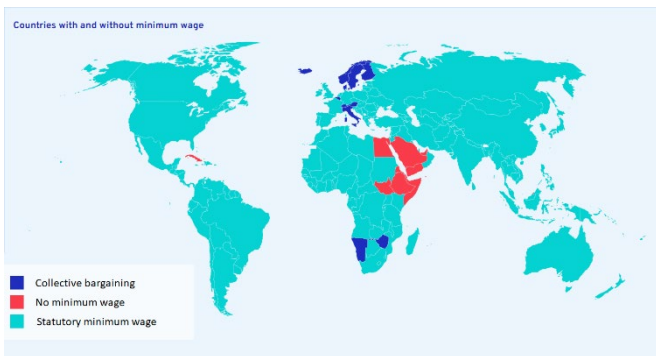 Countries with and without minimum wage
Collective bargaining
No minimum wage
Statutory minimum wage